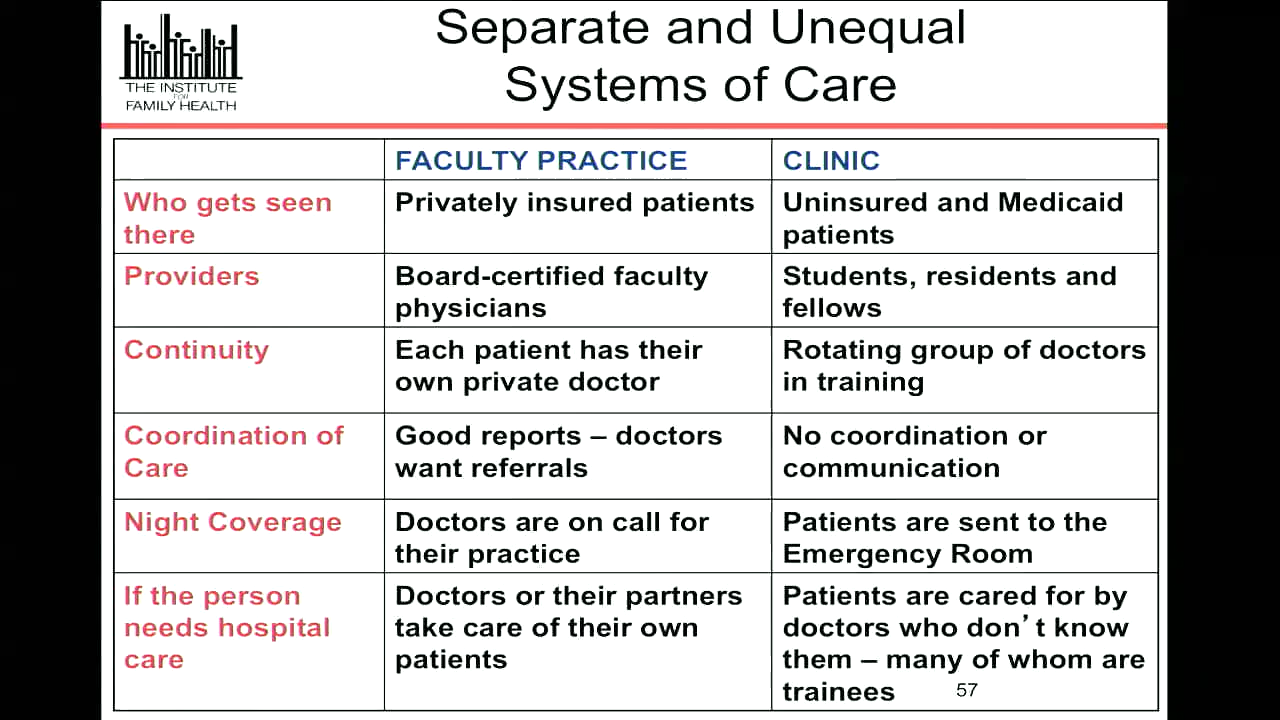 THE INSTITUTE
FOR
FAMILY HEALTH
Separate and Unequal
Systems of Care
FACULTY PRACTICE
CLINIC
Who gets seen
there
Privately insured patients
Uninsured and Medicaid
patients
Providers
Board-certified faculty
physicians
Students, residents and
fellows
Continuity
Each patient has their
own private doctor
Rotating group of doctors
in training
Coordination of
Care
Good reports – doctors
want referrals
No coordination or
communication
Night Coverage
Doctors are on call for
their practice
Patients are sent to the
Emergency Room
If the person
needs hospital
care
Doctors or their partners
take care of their own
patients
Patients are cared for by
doctors who don’t know
them – many of whom are
trainees
57